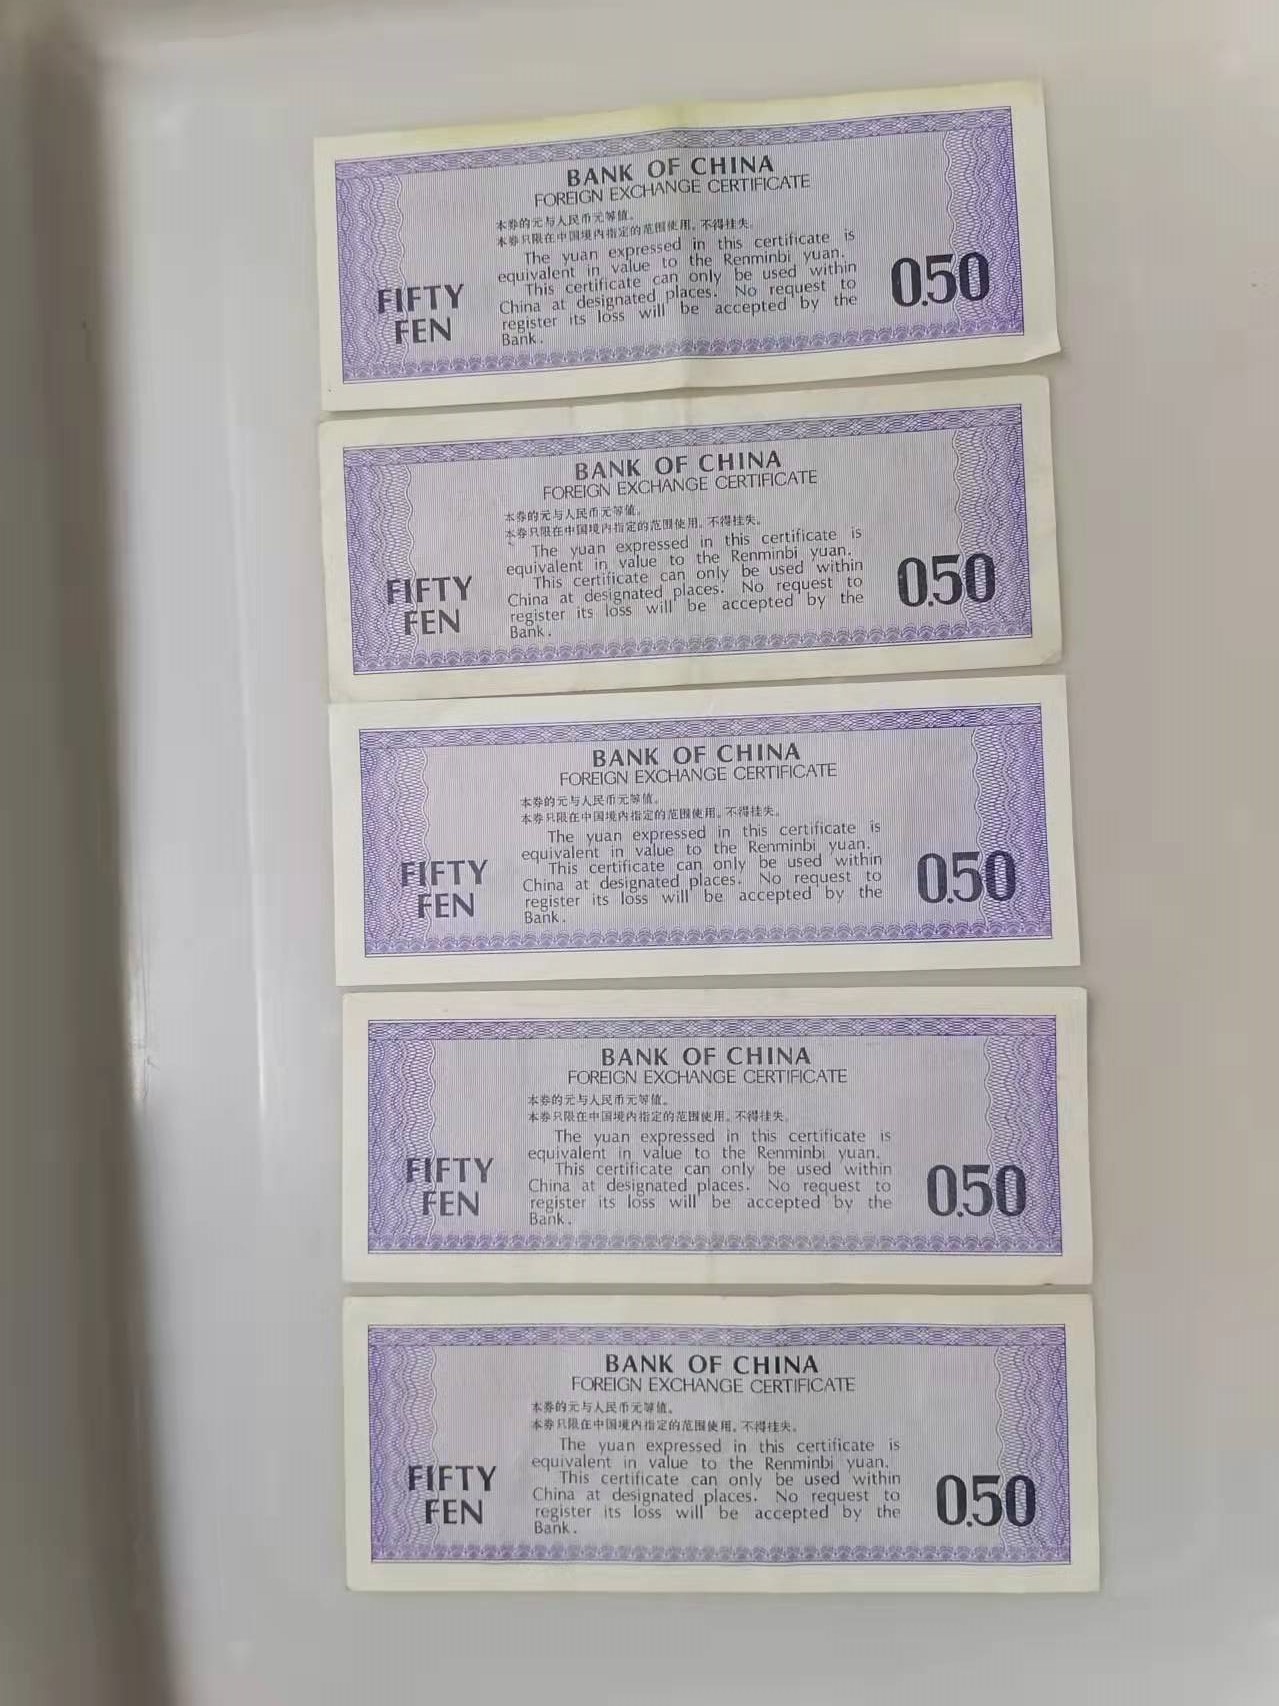 BANK OF CHINA
FOREIGN EXCHANGE CERTIFICATE
本券的元与人民币元等值。
本券只限在中国境内指定的范围使用。不得挂失。
The yuan expressed in this certificate is
equivalent in value to the Renminbi yuan.
This certificate can only be used within
China at designated places. No request to
register its loss will be accepted by the
Bank.
FIFTY
FEN
0.50
BANK OF CHINA
FOREIGN EXCHANGE CERTIFICATE
本券的元与人民币元等值。
本券只限在中国境内指定的范围使用。不得挂失。
The yuan expressed in this certificate is
equivalent in value to the Renminbi yuan.
This certificate can only be used within
China at designated places. No request to
register its loss will be accepted by the
Bank.
FIFTY
FEN
0.50
BANK OF CHINA
FOREIGN EXCHANGE CERTIFICATE
本券的元与人民币元等值。
本券只限在中国境内指定的范围使用。不得挂失。
The yuan expressed in this certificate is
equivalent in value to the Renminbi yuan.
This certificate can only be used within
China at designated places. No request to
register its loss will be accepted by the
Bank.
FIFTY
FEN
0.50
BANK OF CHINA
FOREIGN EXCHANGE CERTIFICATE
本券的元与人民币元等值。
本券只限在中国境内指定的范围使用。不得挂失。
The yuan expressed in this certificate is
equivalent in value to the Renminbi yuan.
This certificate can only be used within
China at designated places. No request to
register its loss will be accepted by the
Bank.
FIFTY
FEN
0.50
BANK OF CHINA
FOREIGN EXCHANGE CERTIFICATE
本券的元与人民币元等值。
本券只限在中国境内指定的范围使用。不得挂失。
The yuan expressed in this certificate is
equivalent in value to the Renminbi yuan.
This certificate can only be used within
China at designated places. No request to
register its loss will be accepted by the
Bank.
FIFTY
FEN
0.50